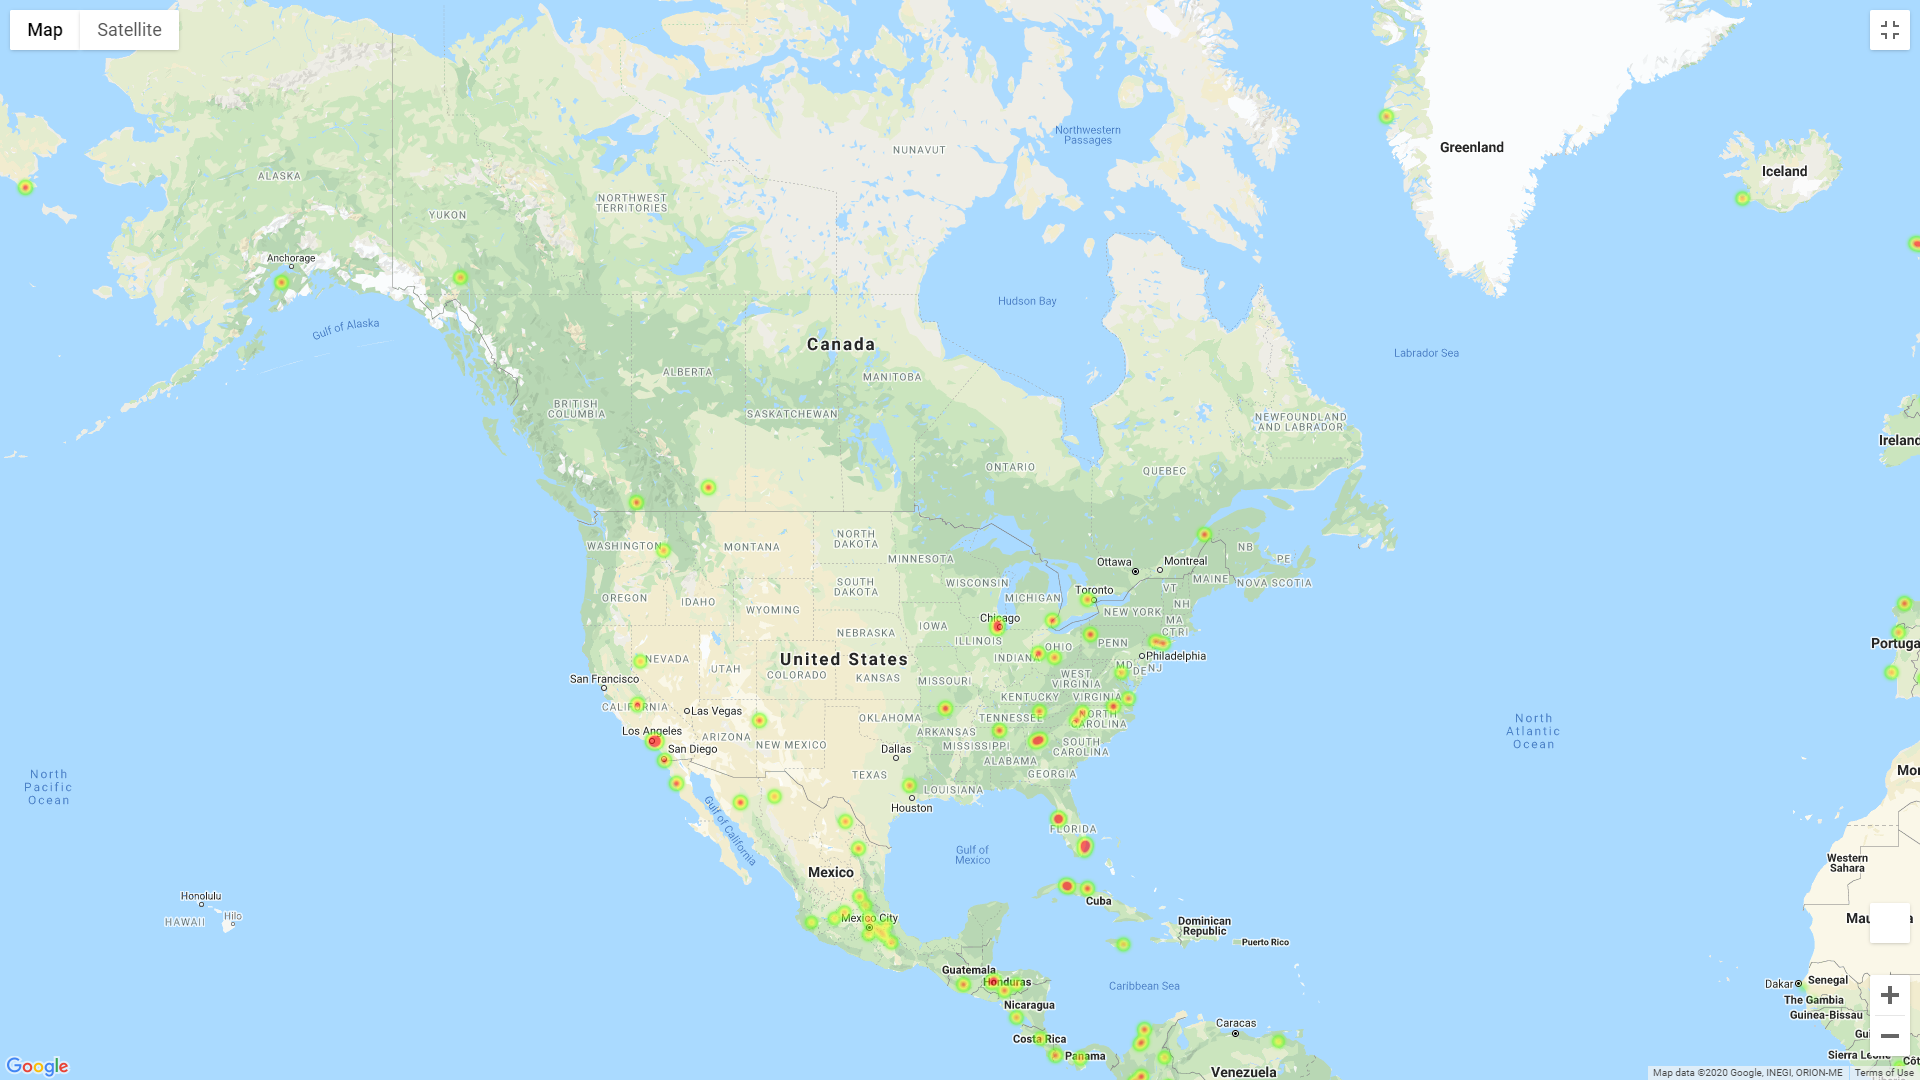 Map
Satellite
Greenland
Iceland
Northwestern
Passages
NUNAVUT
ALASKA
NORTHWEST
TERRITORIES
YUKON
Anchorage
Hudson Bay
Gulf of Alaska
Canada
Labrador Sea
ALBERTA
MANITOBA
BRITISH
COLUMBIA
SASKATCHEWAN
NEWFOUNDLAND
AND LABRADOR
Ireland
ONTARIO
QUEBEC
WASHINGTON
MONTANA
NORTH
DAKOTA
MINNESOTA
Ottawa
Montreal
NB
PE
MAINE
NOVA SCOTIA
OREGON
IDAHO
WYOMING
SOUTH
DAKOTA
WISCONSIN
MICHIGAN
Toronto
VT
NH
NEW YORK
MA
CT RI
Chicago
IOWA
ILLINOIS
NEBRASKA
INDIANA
OHIO
PENN
Philadelphia
Portuga
United States
NEVADA
UTAH
COLORADO
KANSAS
MISSOURI
MD
DE
NJ
WEST
VIRGINIA
San Francisco
KENTUCKY
VIRGINIA
CALIFORNIA
Las Vegas
OKLAHOMA
TENNESSEE
NORTH
CAROLINA
Los Angeles
ARIZONA
NEW MEXICO
ARKANSAS
MISSISSIPPI
SOUTH
CAROLINA
San Diego
Dallas
ALABAMA
GEORGIA
TEXAS
LOUISIANA
Houston
North
Atlantic
Ocean
North
Pacific
Ocean
Mor
Gulf of California
FLORIDA
Gulf of
Mexico
Mexico
Western
Sahara
Honolulu
HAWAII
Hilo
Cuba
Mexico City
Dominican
Republic
Puerto Rico
Guatemala
Honduras
Nicaragua
Caribbean Sea
Dakar
Senegal
The Gambia
Guinea-Bissau
Costa Rica
Panama
Caracas
Venezuela
Sierra Leone
Côt
Google
Map data ©2020 Google, INEGI, ORION-ME
Terms of Use